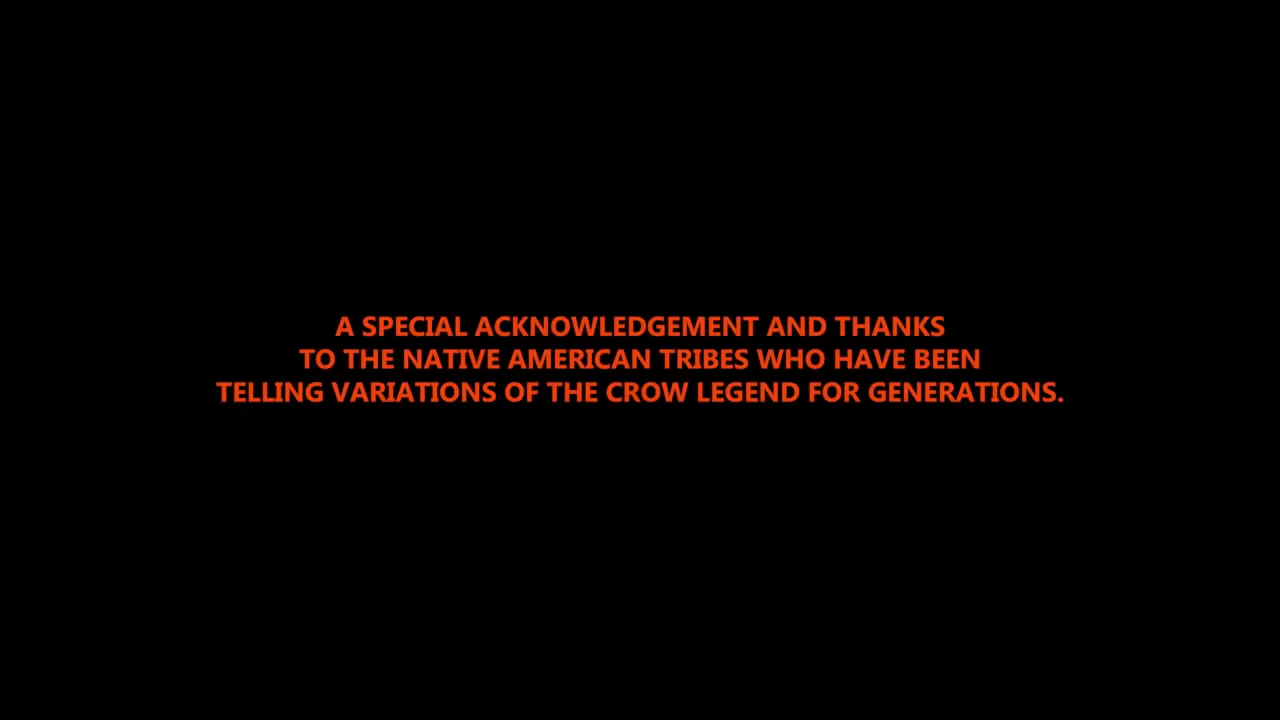 A SPECIAL ACKNOWLEDGEMENT AND THANKS
TO THE NATIVE AMERICAN TRIBES WHO HAVE BEEN
TELLING VARIATIONS OF THE CROW LEGEND FOR GENERATIONS.